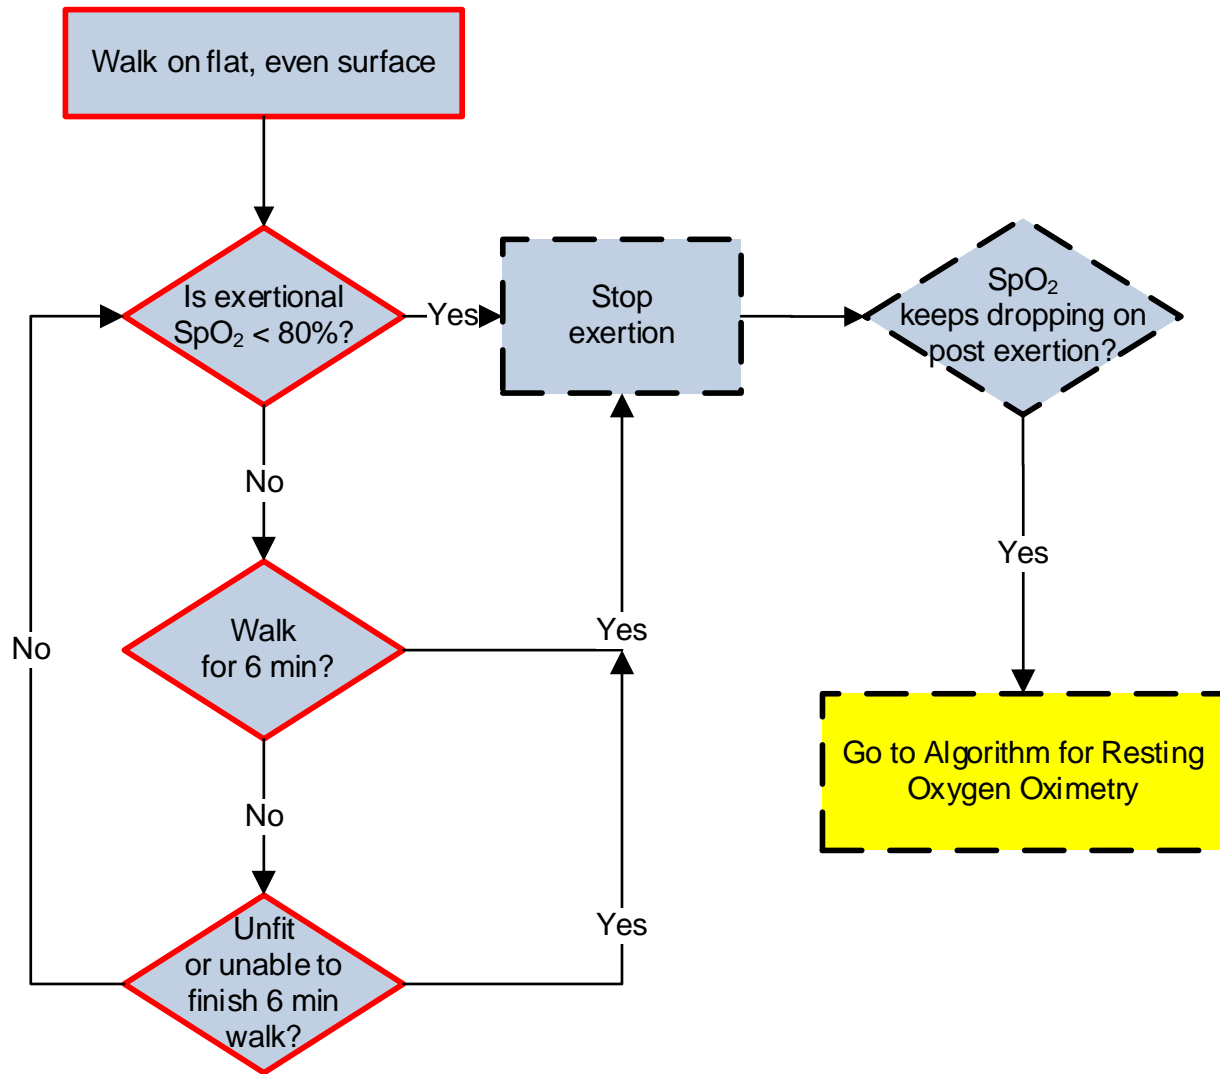 Walk on flat, even surface
Is exertional
SpO₂ < 80%?
Yes
Stop
exertion
SpO₂
keeps dropping on
post exertion?
No
Walk
for 6 min?
Yes
No
Yes
Go to Algorithm for Resting
Oxygen Oximetry
No
Unfit
or unable to
finish 6 min
walk?
Yes